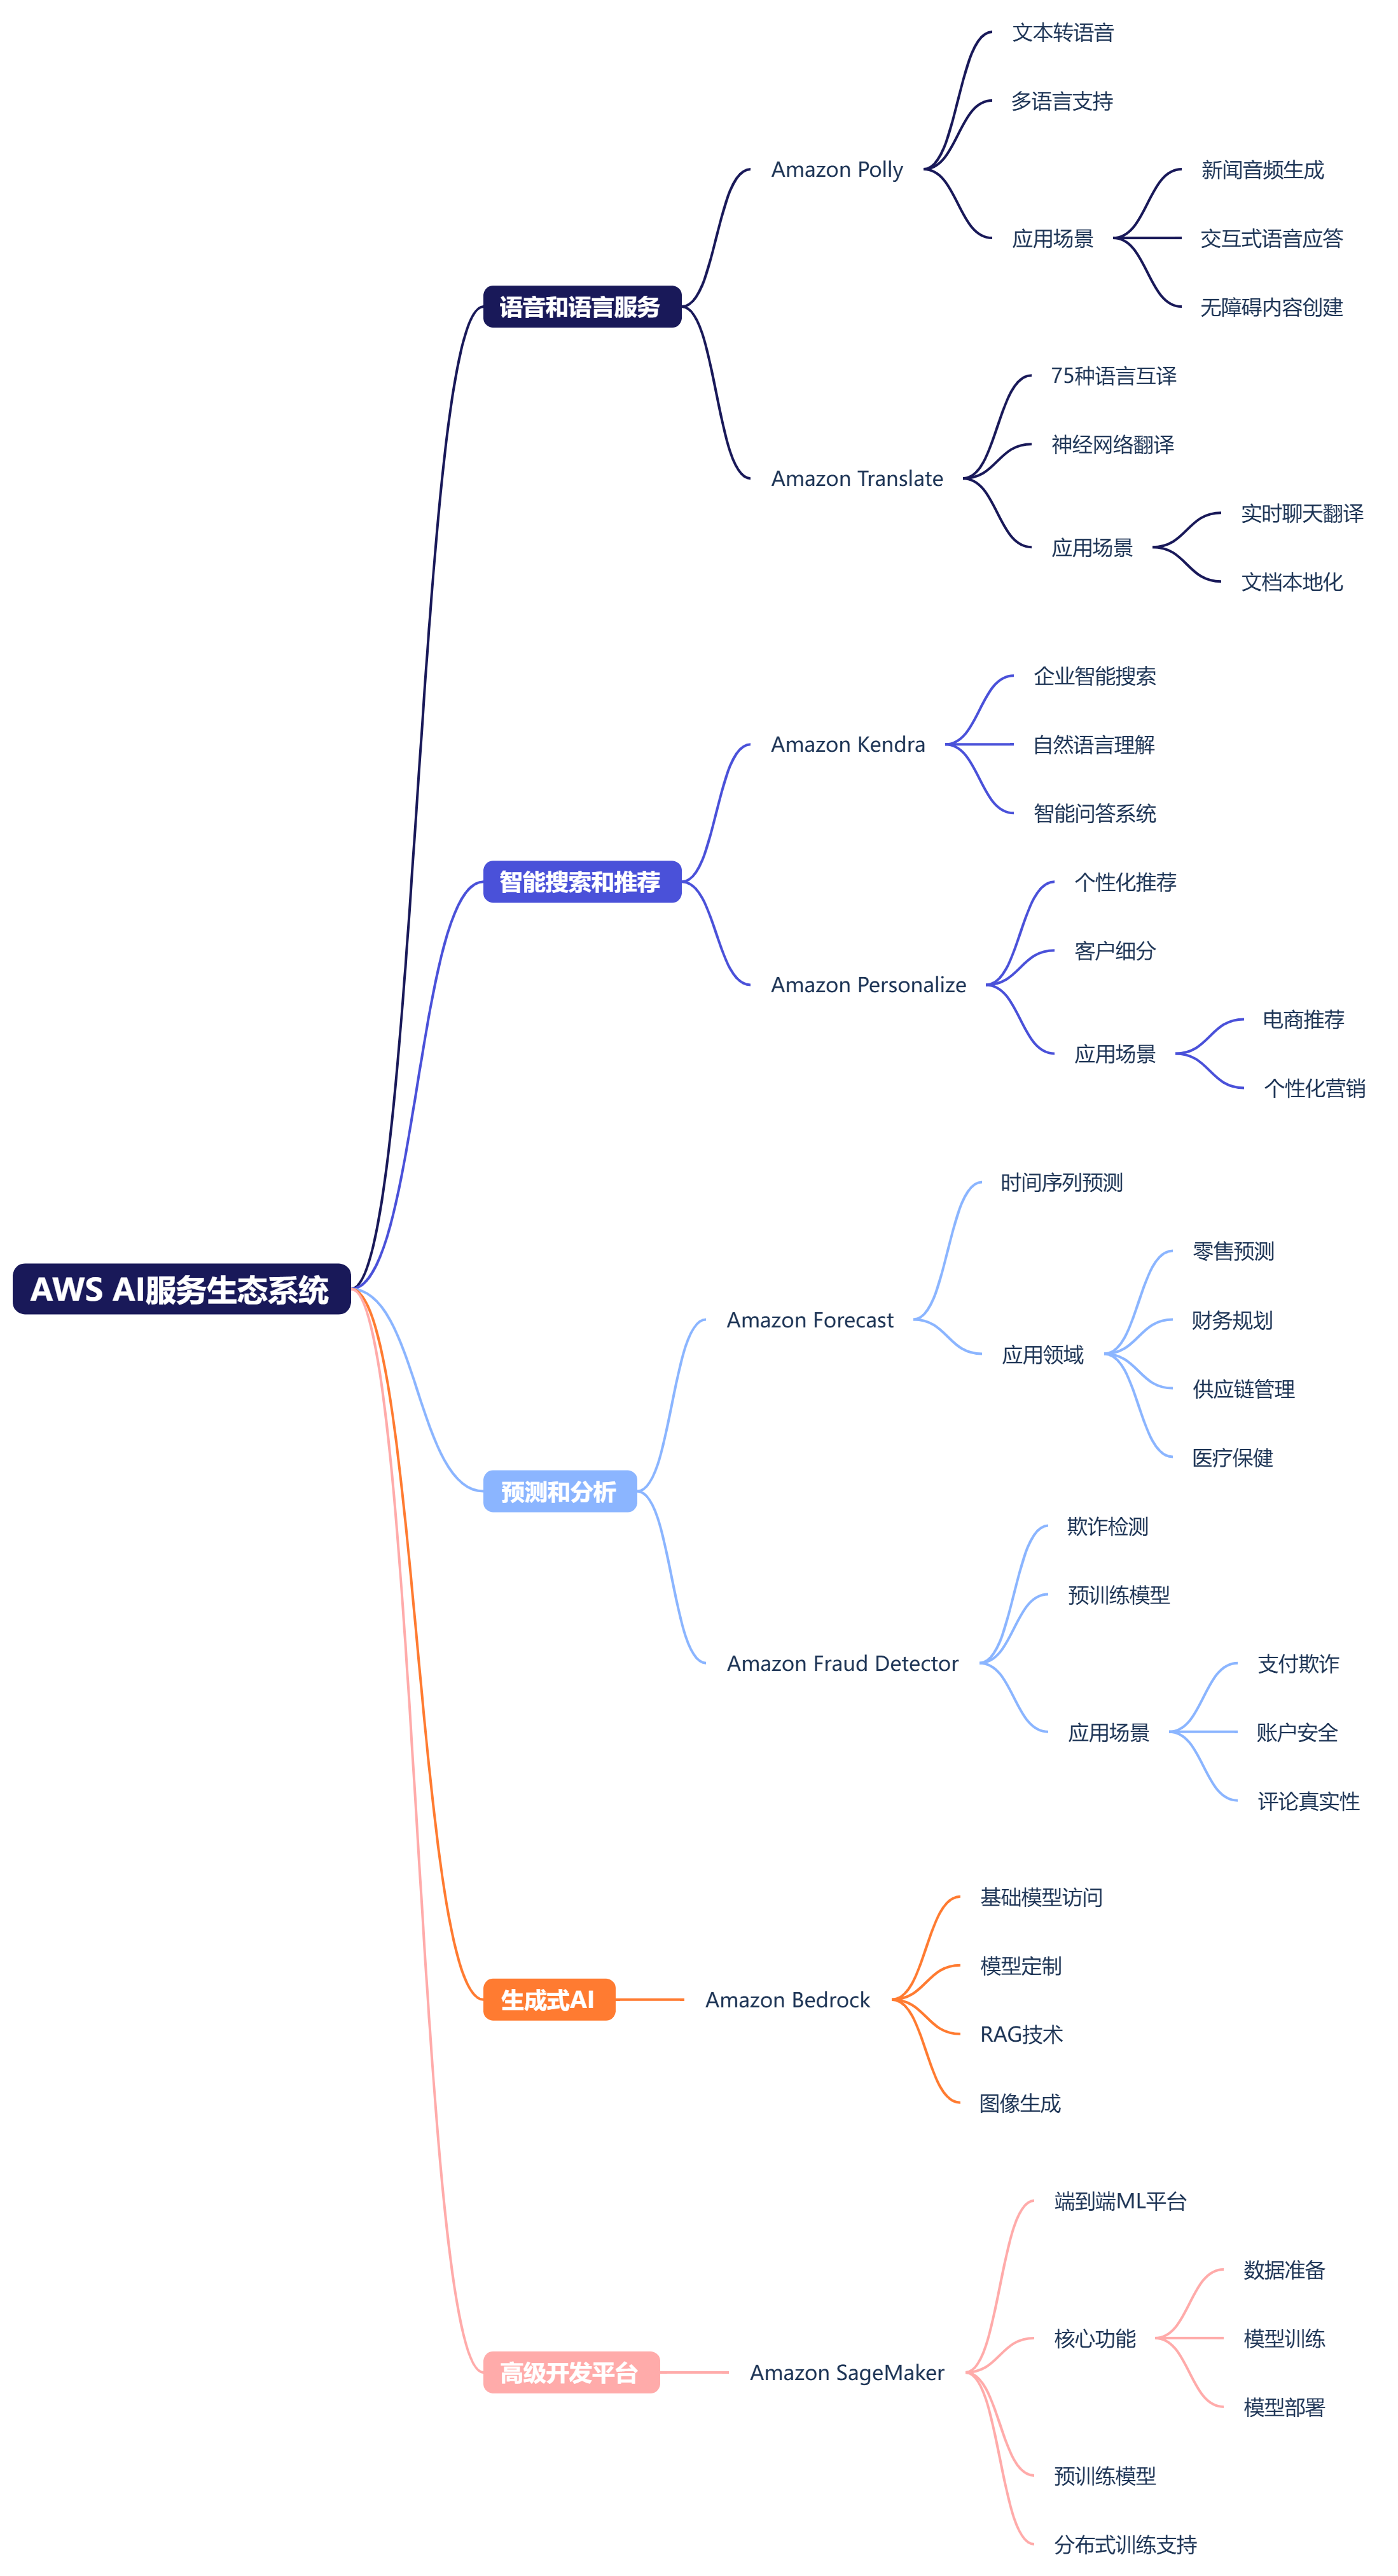 AWS AI服务生态系统
语音和语言服务
Amazon Polly
文本转语音
多语言支持
应用场景
新闻音频生成
交互式语音应答
无障碍内容创建
Amazon Translate
75种语言互译
神经网络翻译
应用场景
实时聊天翻译
文档本地化
智能搜索和推荐
Amazon Kendra
企业智能搜索
自然语言理解
智能问答系统
Amazon Personalize
个性化推荐
客户细分
应用场景
电商推荐
个性化营销
预测和分析
Amazon Forecast
时间序列预测
应用领域
零售预测
财务规划
供应链管理
医疗保健
Amazon Fraud Detector
欺诈检测
预训练模型
应用场景
支付欺诈
账户安全
评论真实性
生成式AI
Amazon Bedrock
基础模型访问
模型定制
RAG技术
图像生成
高级开发平台
Amazon SageMaker
端到端ML平台
核心功能
数据准备
模型训练
模型部署
预训练模型
分布式训练支持